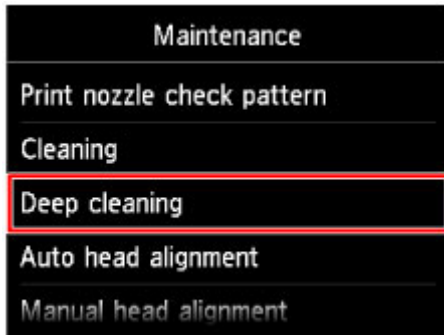 Maintenance
Print nozzle check pattern
Cleaning
Deep cleaning
Auto head alignment
Manual head alignment